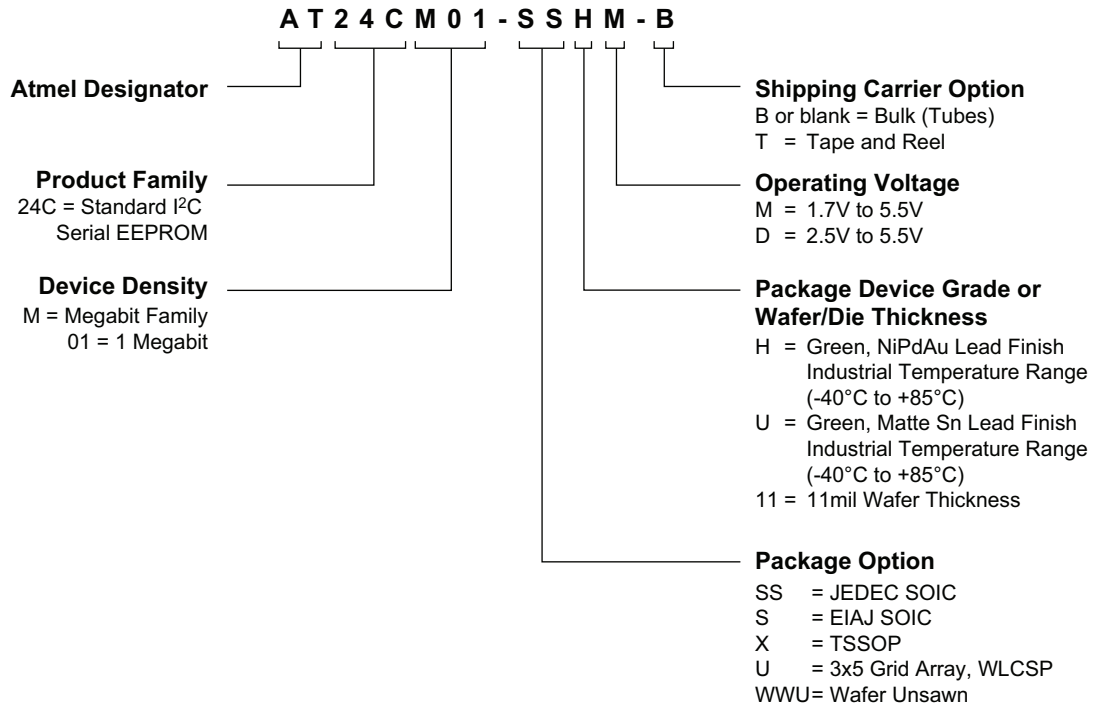 AT24CM01-SSHM-B
Atmel Designator
Product Family
24C = Standard I²C
Serial EEPROM
Device Density
M = Megabit Family
01 = 1 Megabit
Shipping Carrier Option
B or blank = Bulk (Tubes)
T = Tape and Reel
Operating Voltage
M = 1.7V to 5.5V
D = 2.5V to 5.5V
Package Device Grade or
Wafer/Die Thickness
H = Green, NiPdAu Lead Finish
Industrial Temperature Range
(-40°C to +85°C)
U = Green, Matte Sn Lead Finish
Industrial Temperature Range
(-40°C to +85°C)
11 = 11mil Wafer Thickness
Package Option
SS = JEDEC SOIC
S = EIAJ SOIC
X = TSSOP
U = 3x5 Grid Array, WLCSP
WWU= Wafer Unsawn